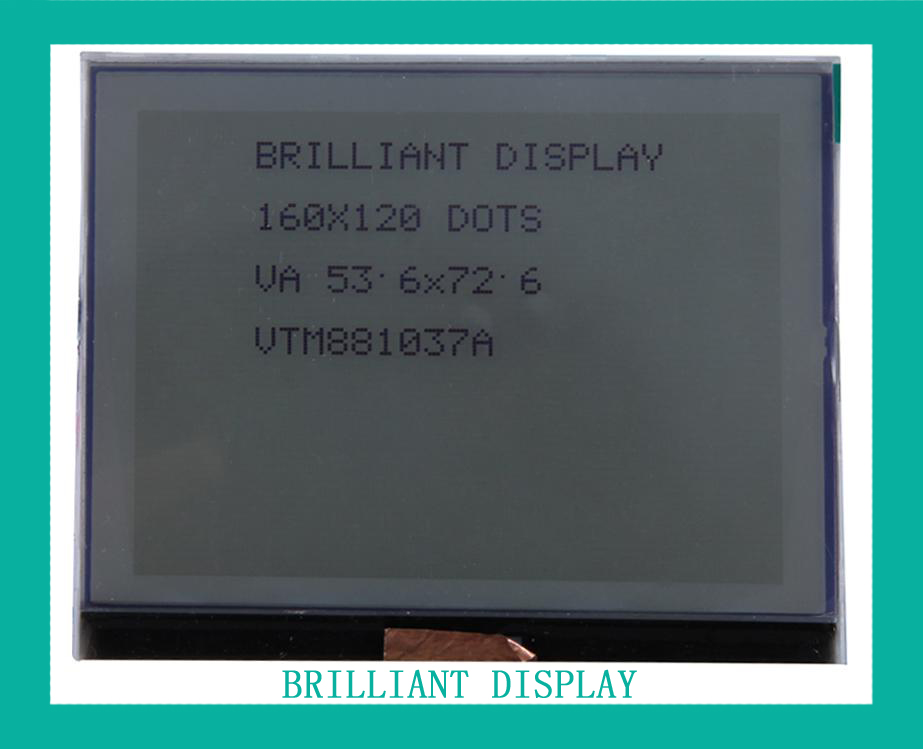 BRILLIANT DISPLAY
160X120 DOTS
VA 53·6x72·6
VTM881037A
BRILLIANT DISPLAY